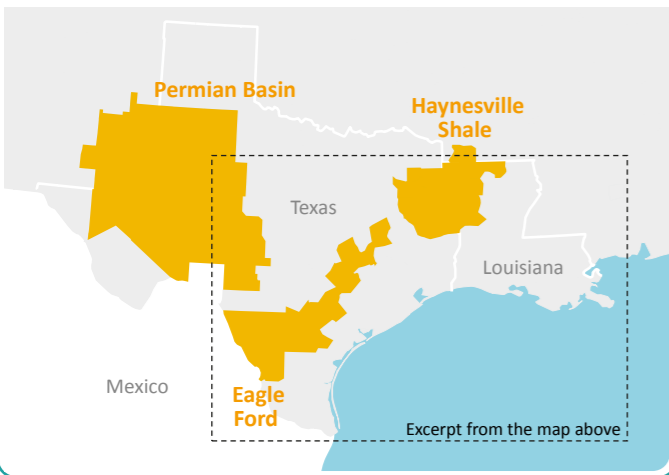 Permian Basin
Haynesville
Shale
Texas
Louisiana
Mexico
Eagle
Ford
Excerpt from the map above